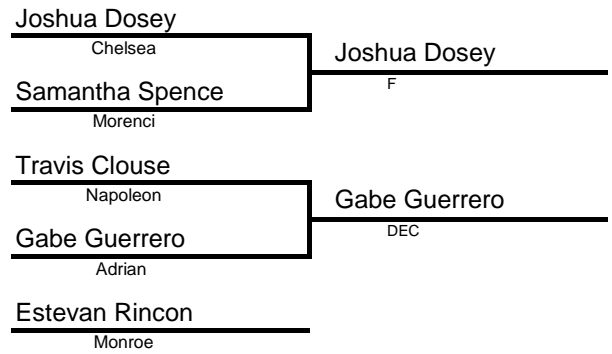 Joshua Dosey
Chelsea
Joshua Dosey
F
Samantha Spence
Morenci
Travis Clouse
Napoleon
Gabe Guerrero
DEC
Gabe Guerrero
Adrian
Estevan Rincon
Monroe